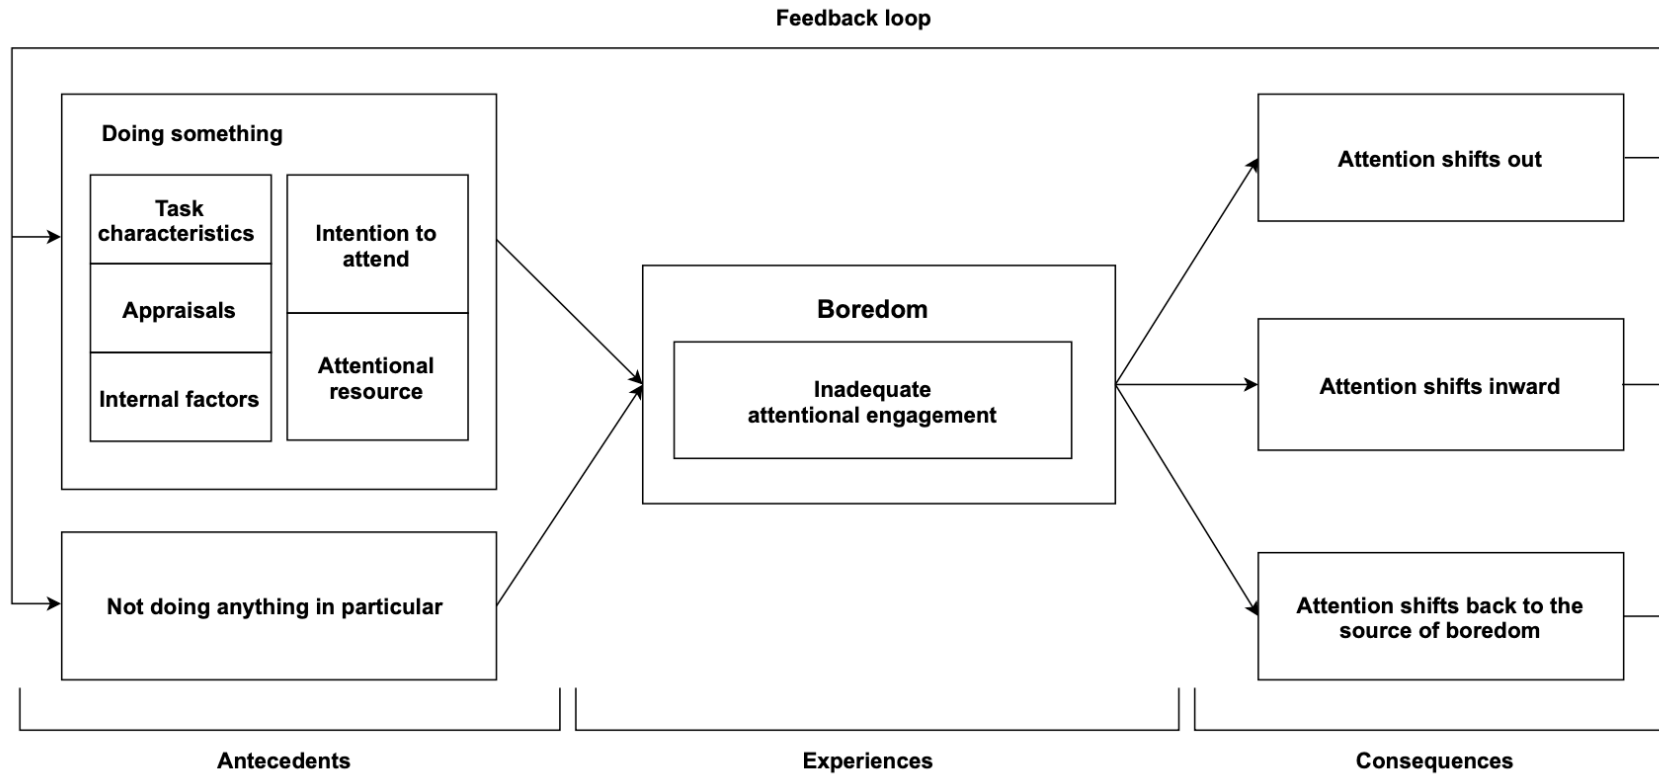 Feedback loop
Doing something
Task
characteristics
Appraisals
Internal factors
Intention to
attend
Attentional
resource
Not doing anything in particular
Boredom
Inadequate
attentional engagement
Attention shifts out
Attention shifts inward
Attention shifts back to the
source of boredom
Antecedents
Experiences
Consequences